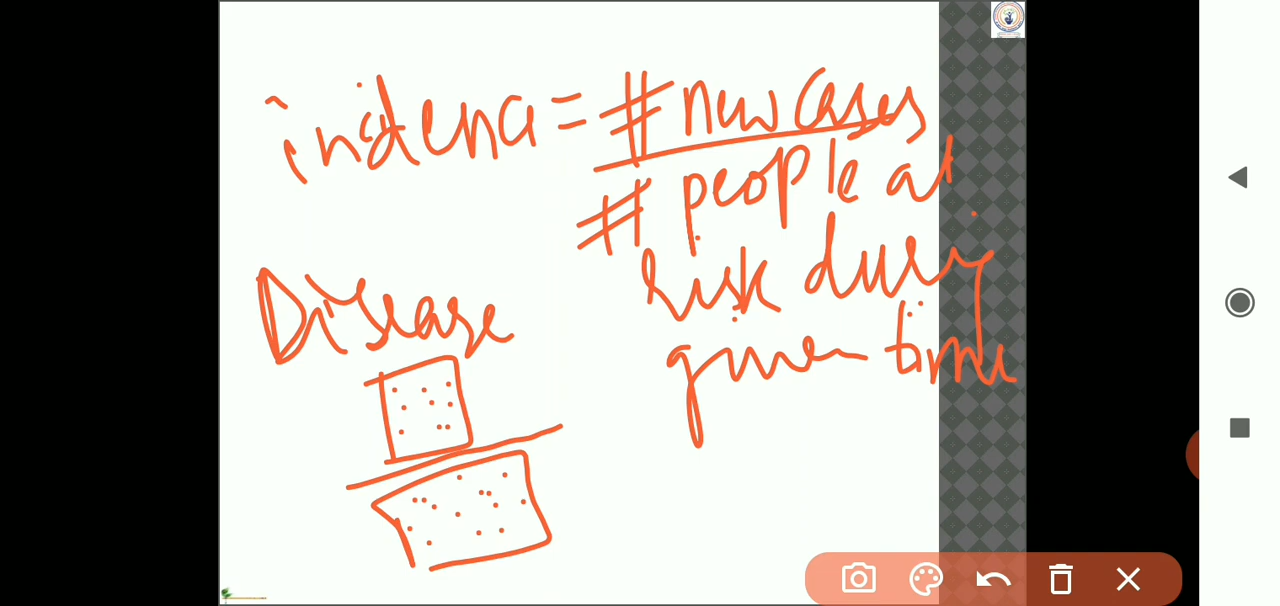 incidence = # new cases
# people at
risk during
given time
Disease